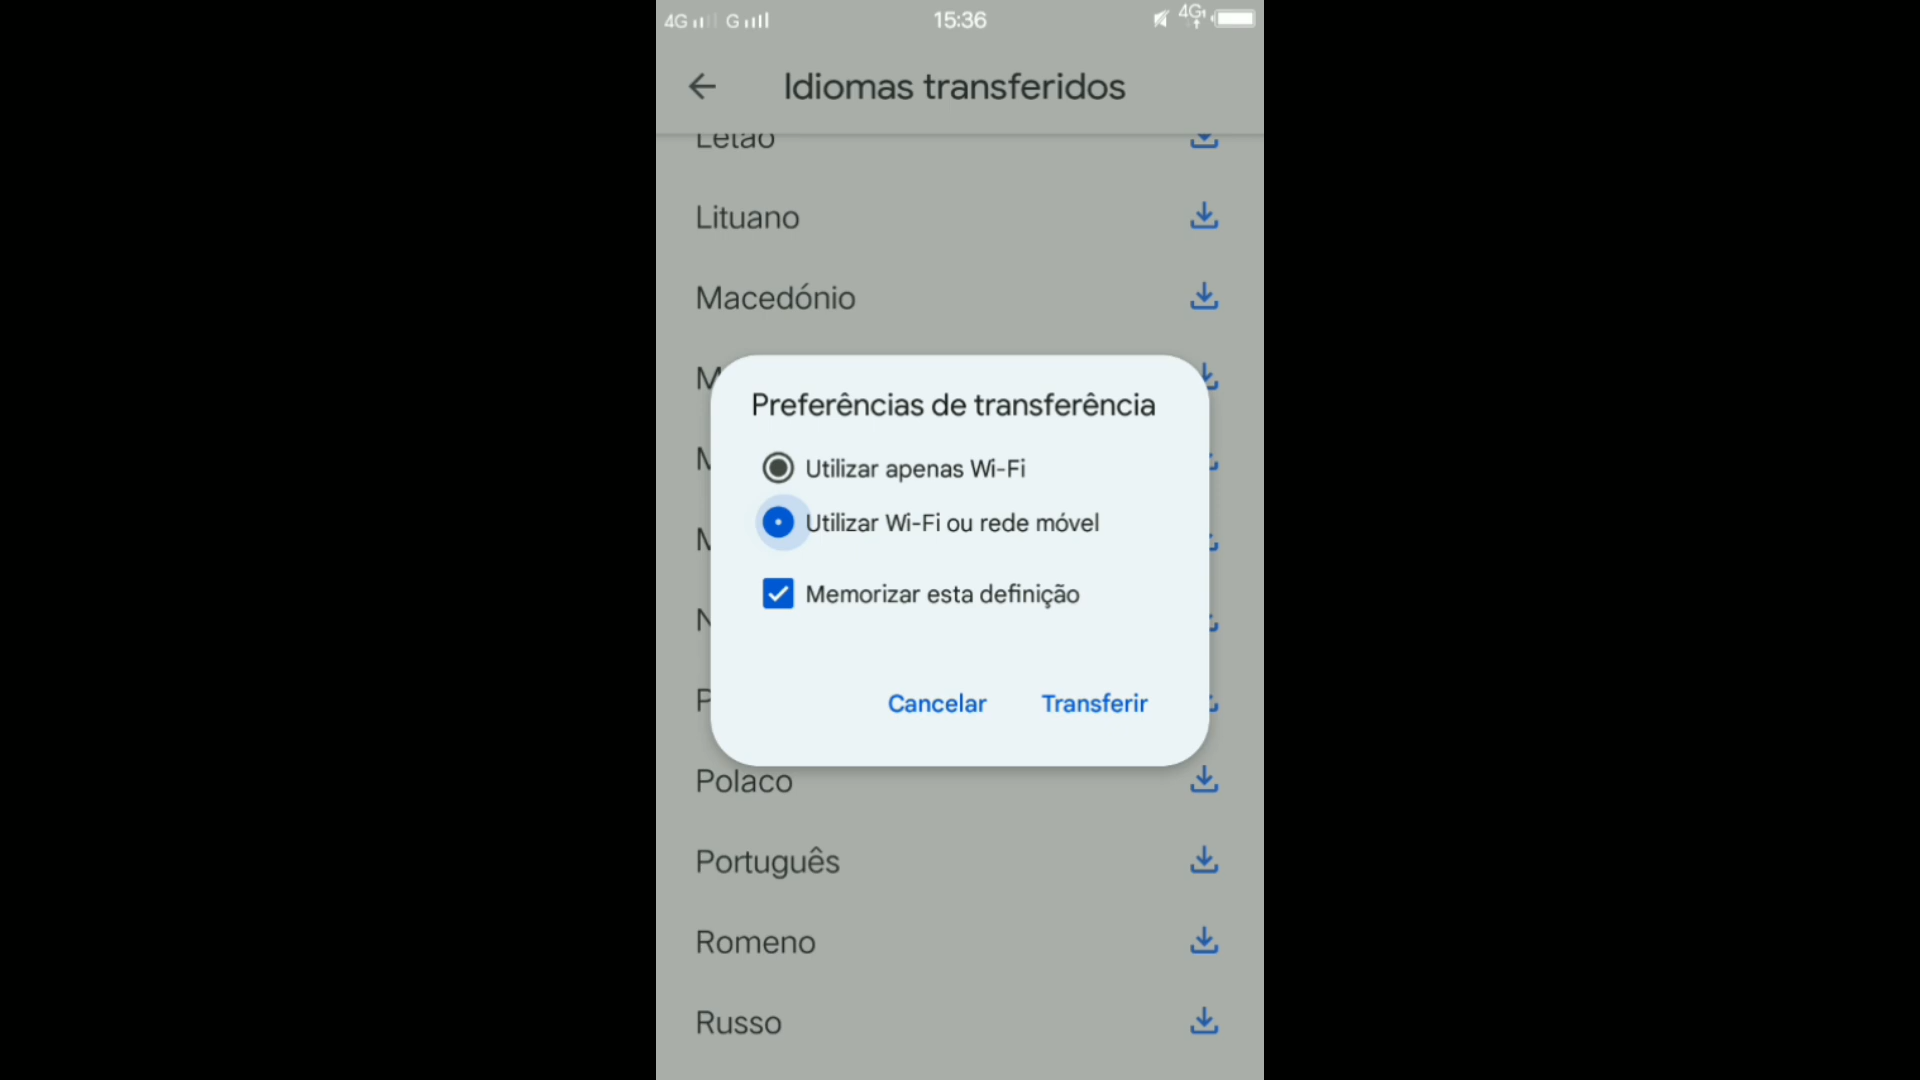 4G G 15:36 4G
Idiomas transferidos
Letão
Lituano
Macedónio
Preferências de transferência
Utilizar apenas Wi-Fi
Utilizar Wi-Fi ou rede móvel
Memorizar esta definição
Cancelar Transferir
Polaco
Português
Romeno
Russo